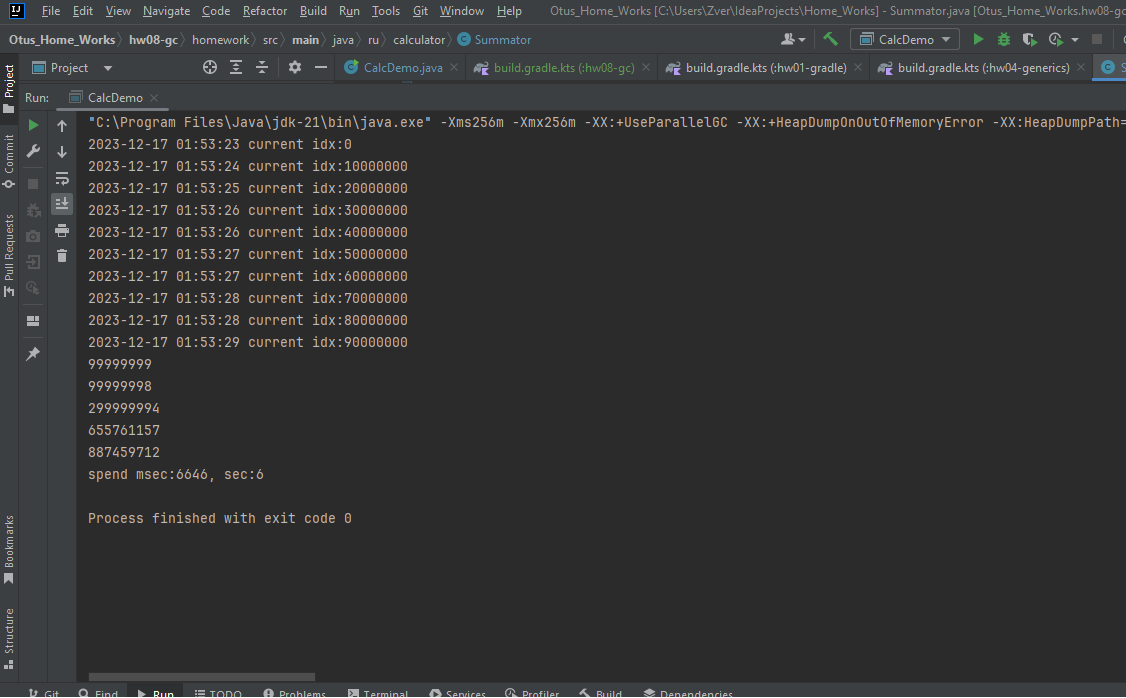 File Edit View Navigate Code Refactor Build Run Tools Git Window Help Otus_Home_Works [C:\Users\Zver\IdeaProjects\Home_Works] - Summator.java [Otus_Home_Works.hw08-gc
Otus_Home_Works hw08-gc homework src main java ru calculator Summator CalcDemo
Project CalcDemo.java build.gradle.kts (:hw08-gc) build.gradle.kts (:hw01-gradle) build.gradle.kts (:hw04-generics)
Run: CalcDemo
"C:\Program Files\Java\jdk-21\bin\java.exe" -Xms256m -Xmx256m -XX:+UseParallelGC -XX:+HeapDumpOnOutOfMemoryError -XX:HeapDumpPath=
2023-12-17 01:53:23 current idx:0
2023-12-17 01:53:24 current idx:10000000
2023-12-17 01:53:25 current idx:20000000
2023-12-17 01:53:26 current idx:30000000
2023-12-17 01:53:26 current idx:40000000
2023-12-17 01:53:27 current idx:50000000
2023-12-17 01:53:27 current idx:60000000
2023-12-17 01:53:28 current idx:70000000
2023-12-17 01:53:28 current idx:80000000
2023-12-17 01:53:29 current idx:90000000
99999999
99999998
299999994
655761157
887459712
spend msec:6646, sec:6
Process finished with exit code 0
Project
Commit
Pull Requests
Bookmarks
Structure
Git Find Run TODO Problems Terminal Services Profiler Build Dependencies